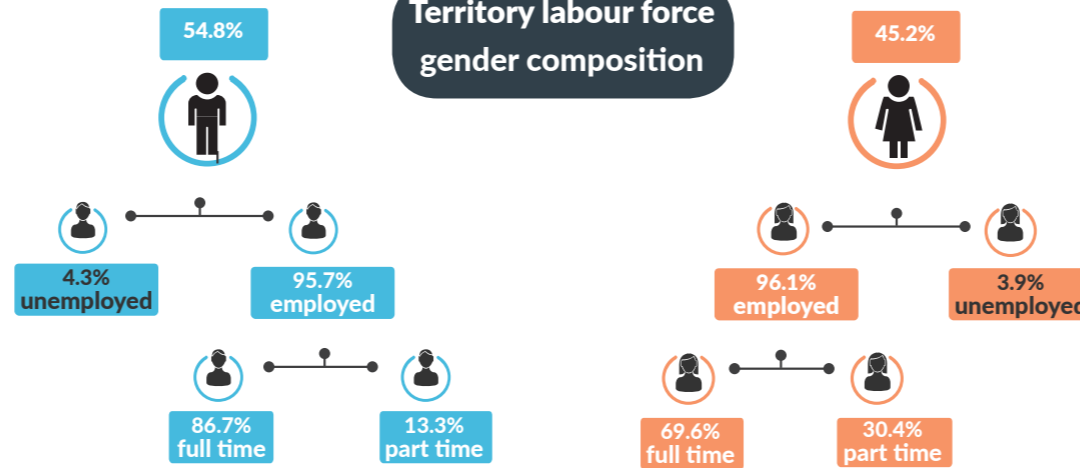 Territory labour force
gender composition
54.8%
45.2%
4.3%
unemployed
95.7%
employed
96.1%
employed
3.9%
unemployed
86.7%
full time
13.3%
part time
69.6%
full time
30.4%
part time